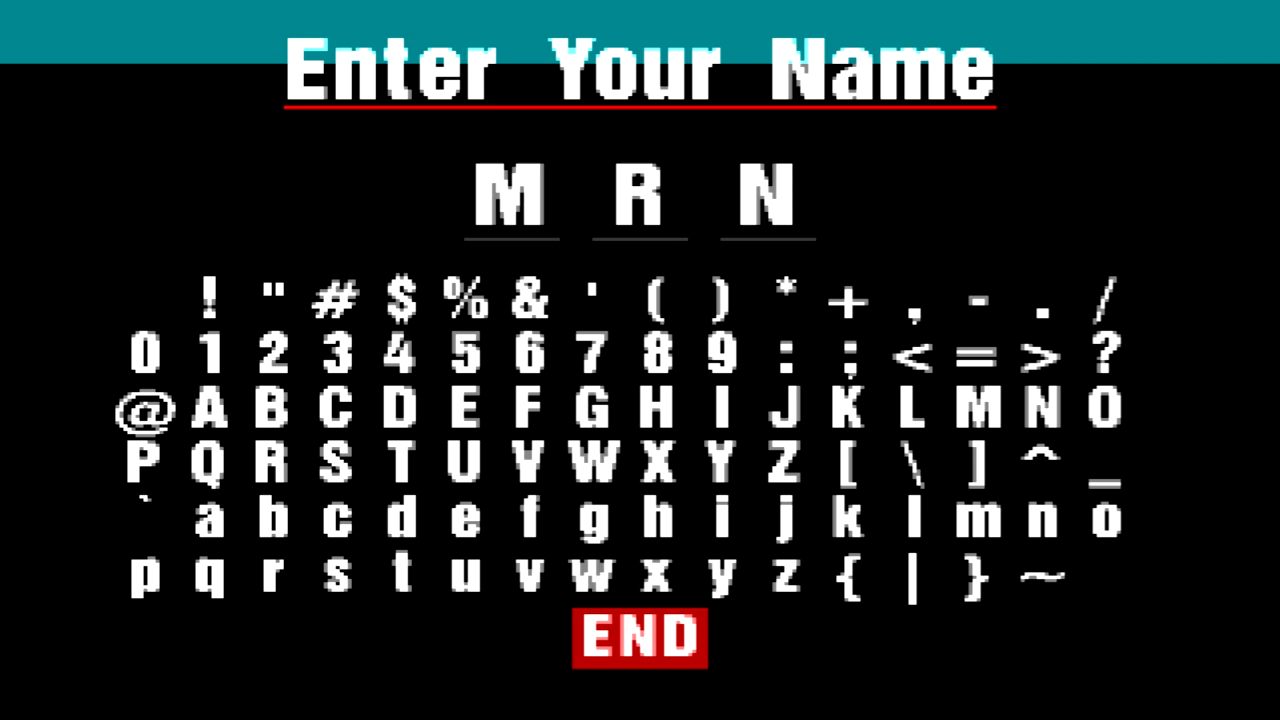 Enter Your Name
M R N
! " # $ % & ' ( ) * + , - . /
0 1 2 3 4 5 6 7 8 9 : ; < = > ?
@ A B C D E F G H I J K L M N O
P Q R S T U V W X Y Z [ \ ] ^ _
` a b c d e f g h i j k l m n o
p q r s t u v w x y z { | } ~
END